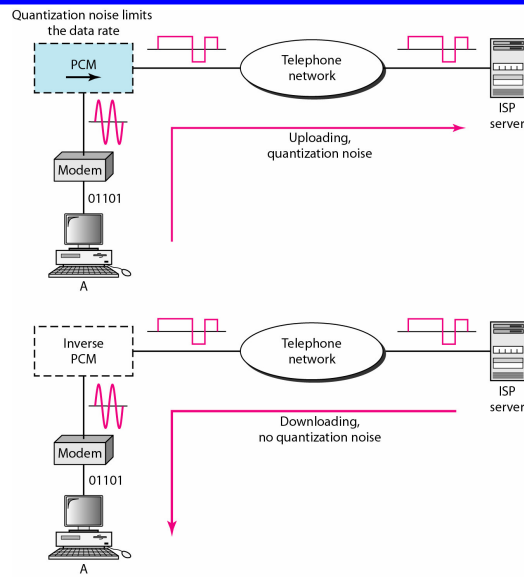 Quantization noise limits
the data rate
PCM
Telephone
network
ISP
server
Uploading,
quantization noise
Modem
01101
A
Inverse
PCM
Telephone
network
ISP
server
Downloading,
no quantization noise
Modem
01101
A